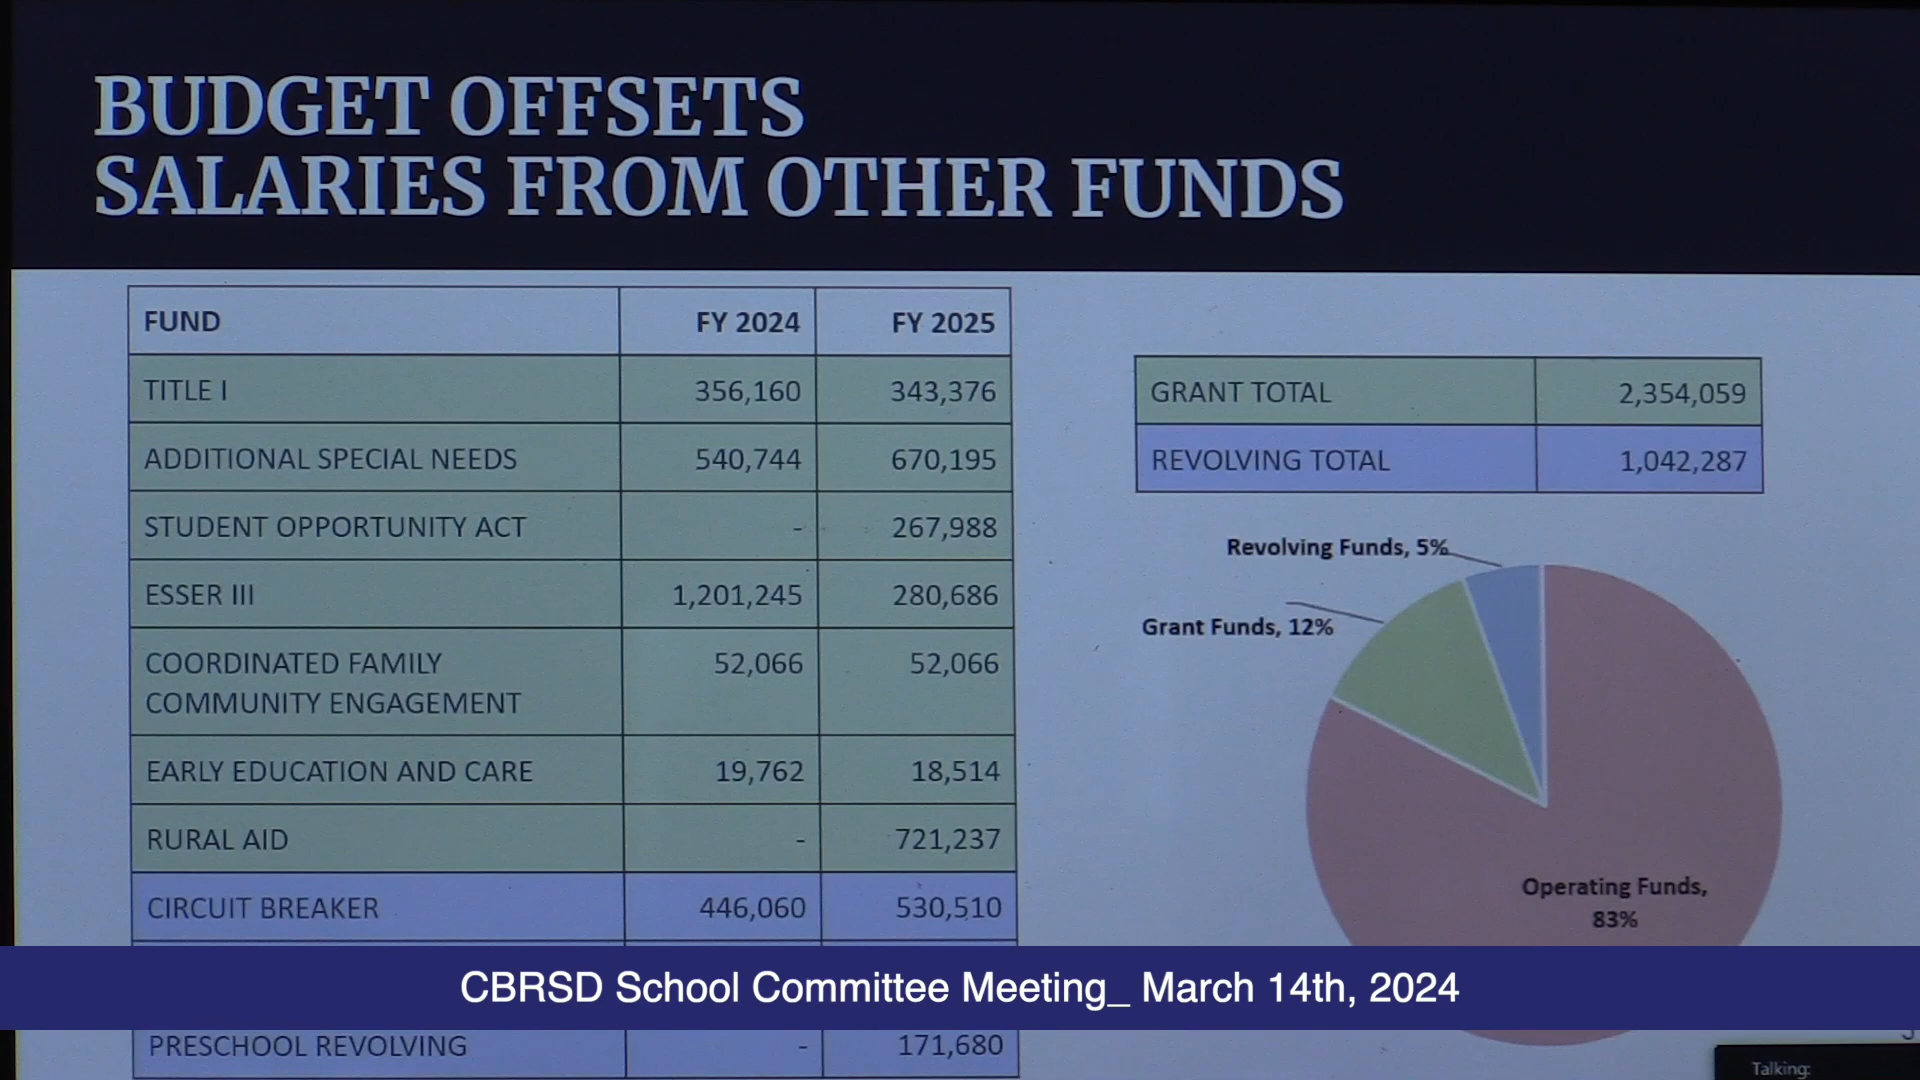 BUDGET OFFSETS
SALARIES FROM OTHER FUNDS
FUND FY 2024 FY 2025
TITLE I 356,160 343,376
ADDITIONAL SPECIAL NEEDS 540,744 670,195
STUDENT OPPORTUNITY ACT - 267,988
ESSER III 1,201,245 280,686
COORDINATED FAMILY 52,066 52,066
COMMUNITY ENGAGEMENT
EARLY EDUCATION AND CARE 19,762 18,514
RURAL AID - 721,237
CIRCUIT BREAKER 446,060 530,510
PRESCHOOL REVOLVING - 171,680
GRANT TOTAL 2,354,059
REVOLVING TOTAL 1,042,287
Revolving Funds, 5%
Grant Funds, 12%
Operating Funds,
83%
CBRSD School Committee Meeting_ March 14th, 2024
Talking: